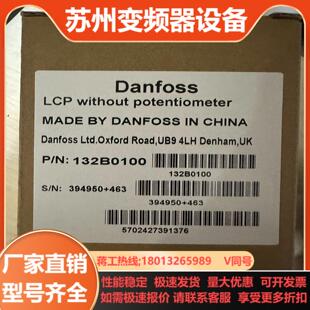 苏州变频器设备
Danfoss
LCP without potentiometer
MADE BY DANFOSS IN CHINA
Danfoss Ltd.Oxford Road,UB9 4LH Denham,UK
P/N: 132B0100
132B0100
S/N: 394950+463
394950+463
5702427391376
厂家直销
型号齐全
蒋工热线:18013265989 V同号
性能稳定 极速发货 量大优惠 可开发票
如需极速报价 请联系客服 享受更多折扣